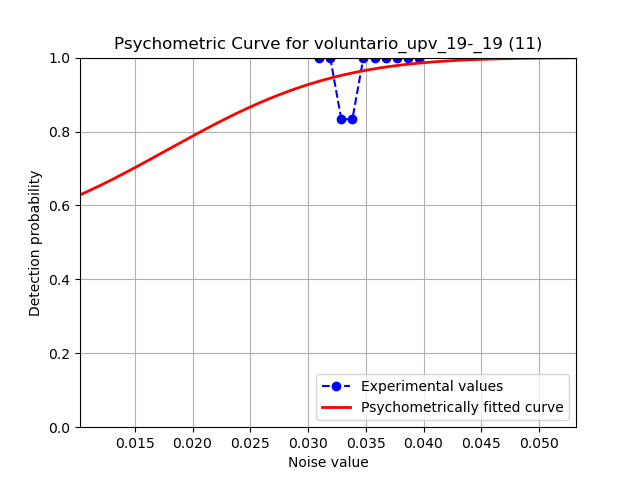 Psychometric Curve for voluntario_upv_19-_19 (11)
1.0
0.8
0.6
0.4
0.2
0.0
Detection probability
Experimental values
Psychometrically fitted curve
0.015 0.020 0.025 0.030 0.035 0.040 0.045 0.050
Noise value